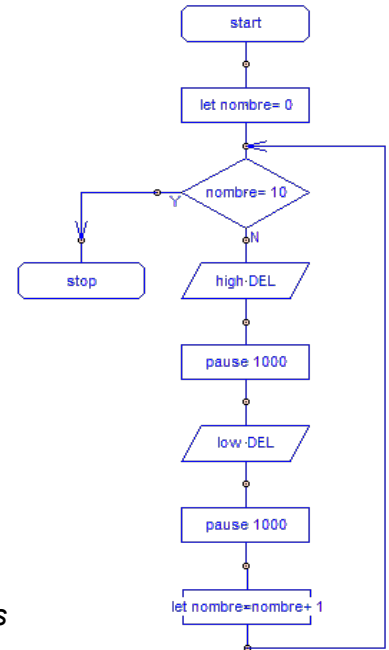 start
let nombre= 0
nombre= 10
Y
N
stop
high DEL
pause 1000
low DEL
pause 1000
let nombre=nombre+ 1
s